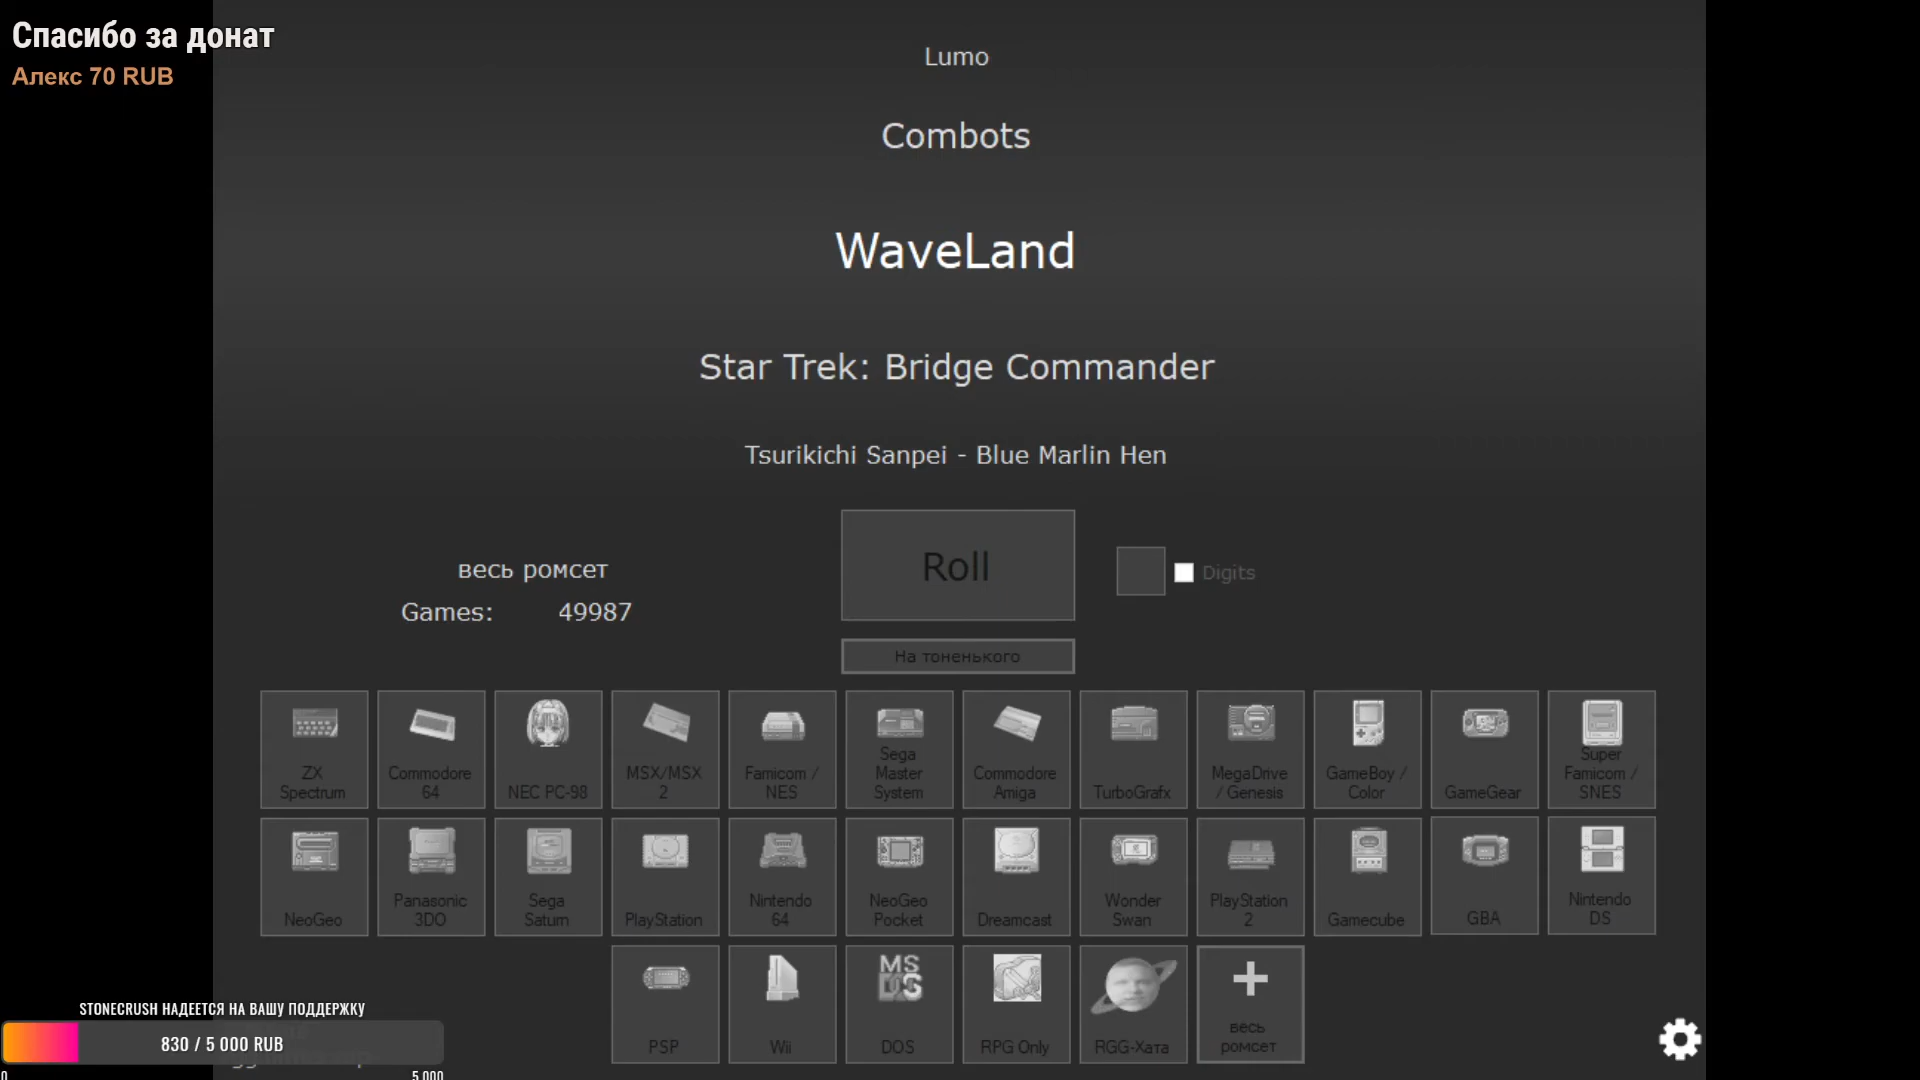 Спасибо за донат
Алекс 70 RUB
Lumo
Combots
WaveLand
Star Trek: Bridge Commander
Tsurikichi Sanpei - Blue Marlin Hen
весь ромсет
Games: 49987
Roll
Digits
На тоненького
ZX Spectrum
Commodore 64
NEC PC-98
MSX/MSX 2
Famicom / NES
Sega Master System
Commodore Amiga
TurboGrafx
MegaDrive / Genesis
GameBoy / Color
GameGear
Super Famicom / SNES
NeoGeo
Panasonic 3DO
Sega Saturn
PlayStation
Nintendo 64
NeoGeo Pocket
Dreamcast
Wonder Swan
PlayStation 2
Gamecube
GBA
Nintendo DS
PSP
Wii
MS DOS
DOS
RPG Only
RGG-Хата
весь ромсет
STONECRUSH НАДЕЕТСЯ НА ВАШУ ПОДДЕРЖКУ
830 / 5 000 RUB
0
5 000